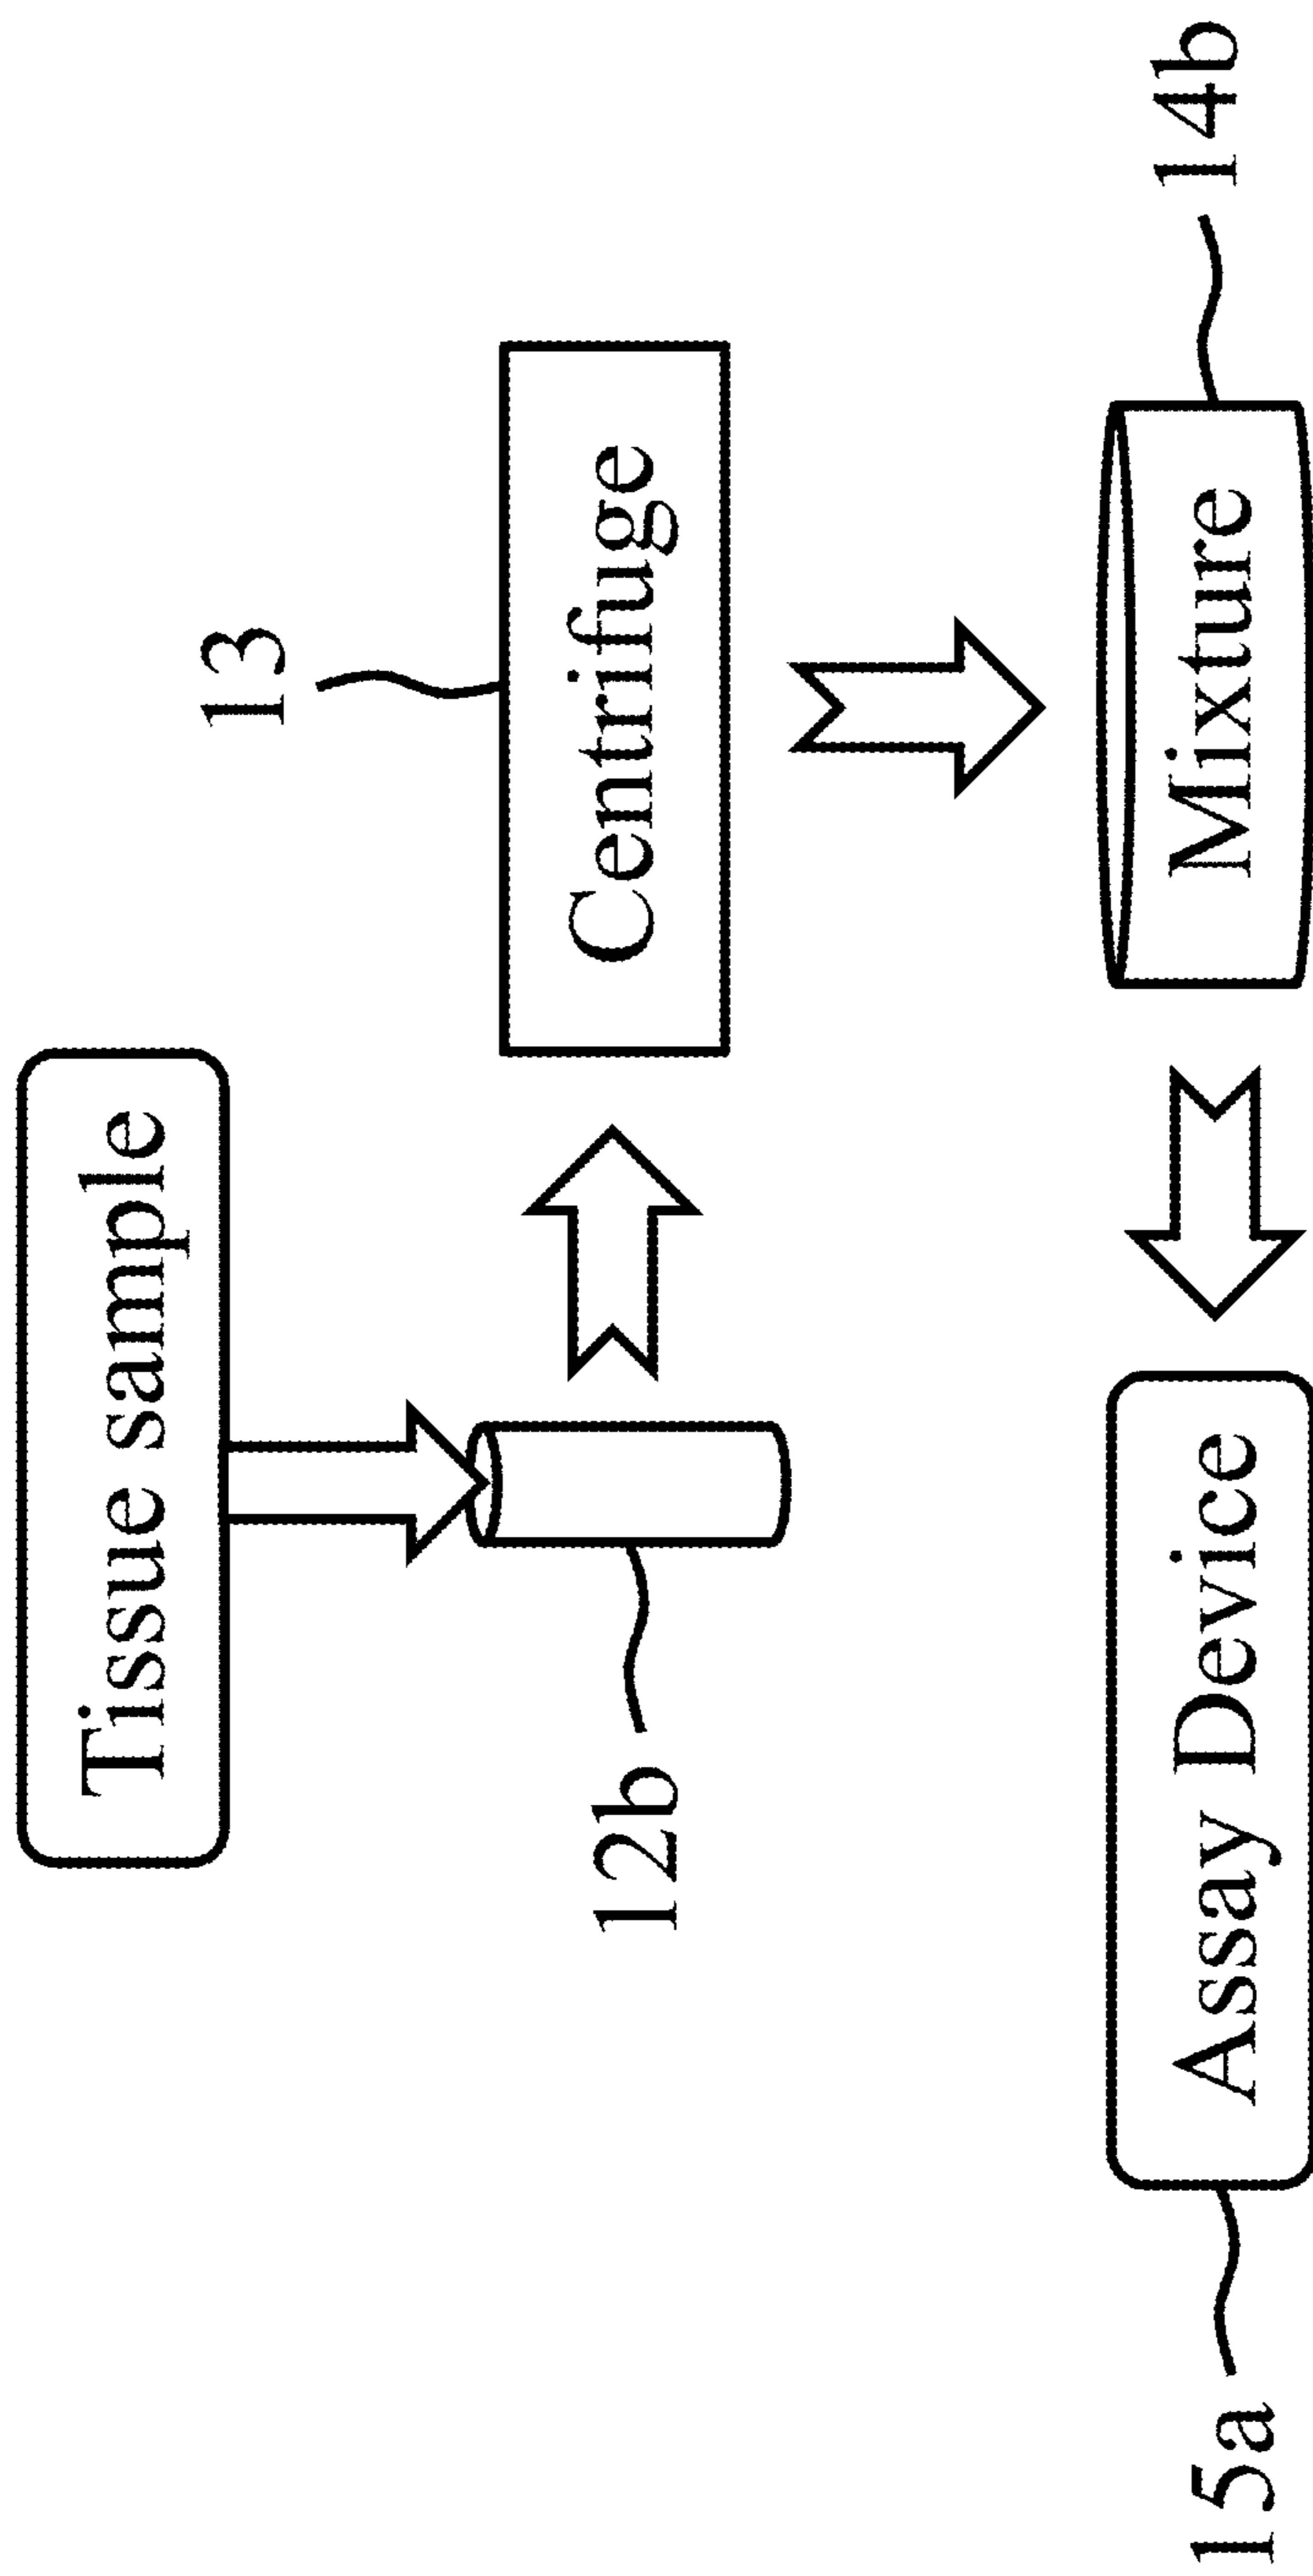 Tissue sample
13
12b
Centrifuge
15a
Assay Device
Mixture
14b